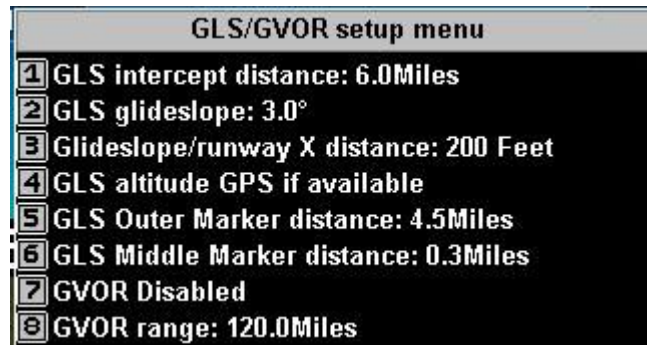 GLS/GVOR setup menu
1 GLS intercept distance: 6.0Miles
2 GLS glideslope: 3.0°
3 Glideslope/runway X distance: 200 Feet
4 GLS altitude GPS if available
5 GLS Outer Marker distance: 4.5Miles
6 GLS Middle Marker distance: 0.3Miles
7 GVOR Disabled
8 GVOR range: 120.0Miles